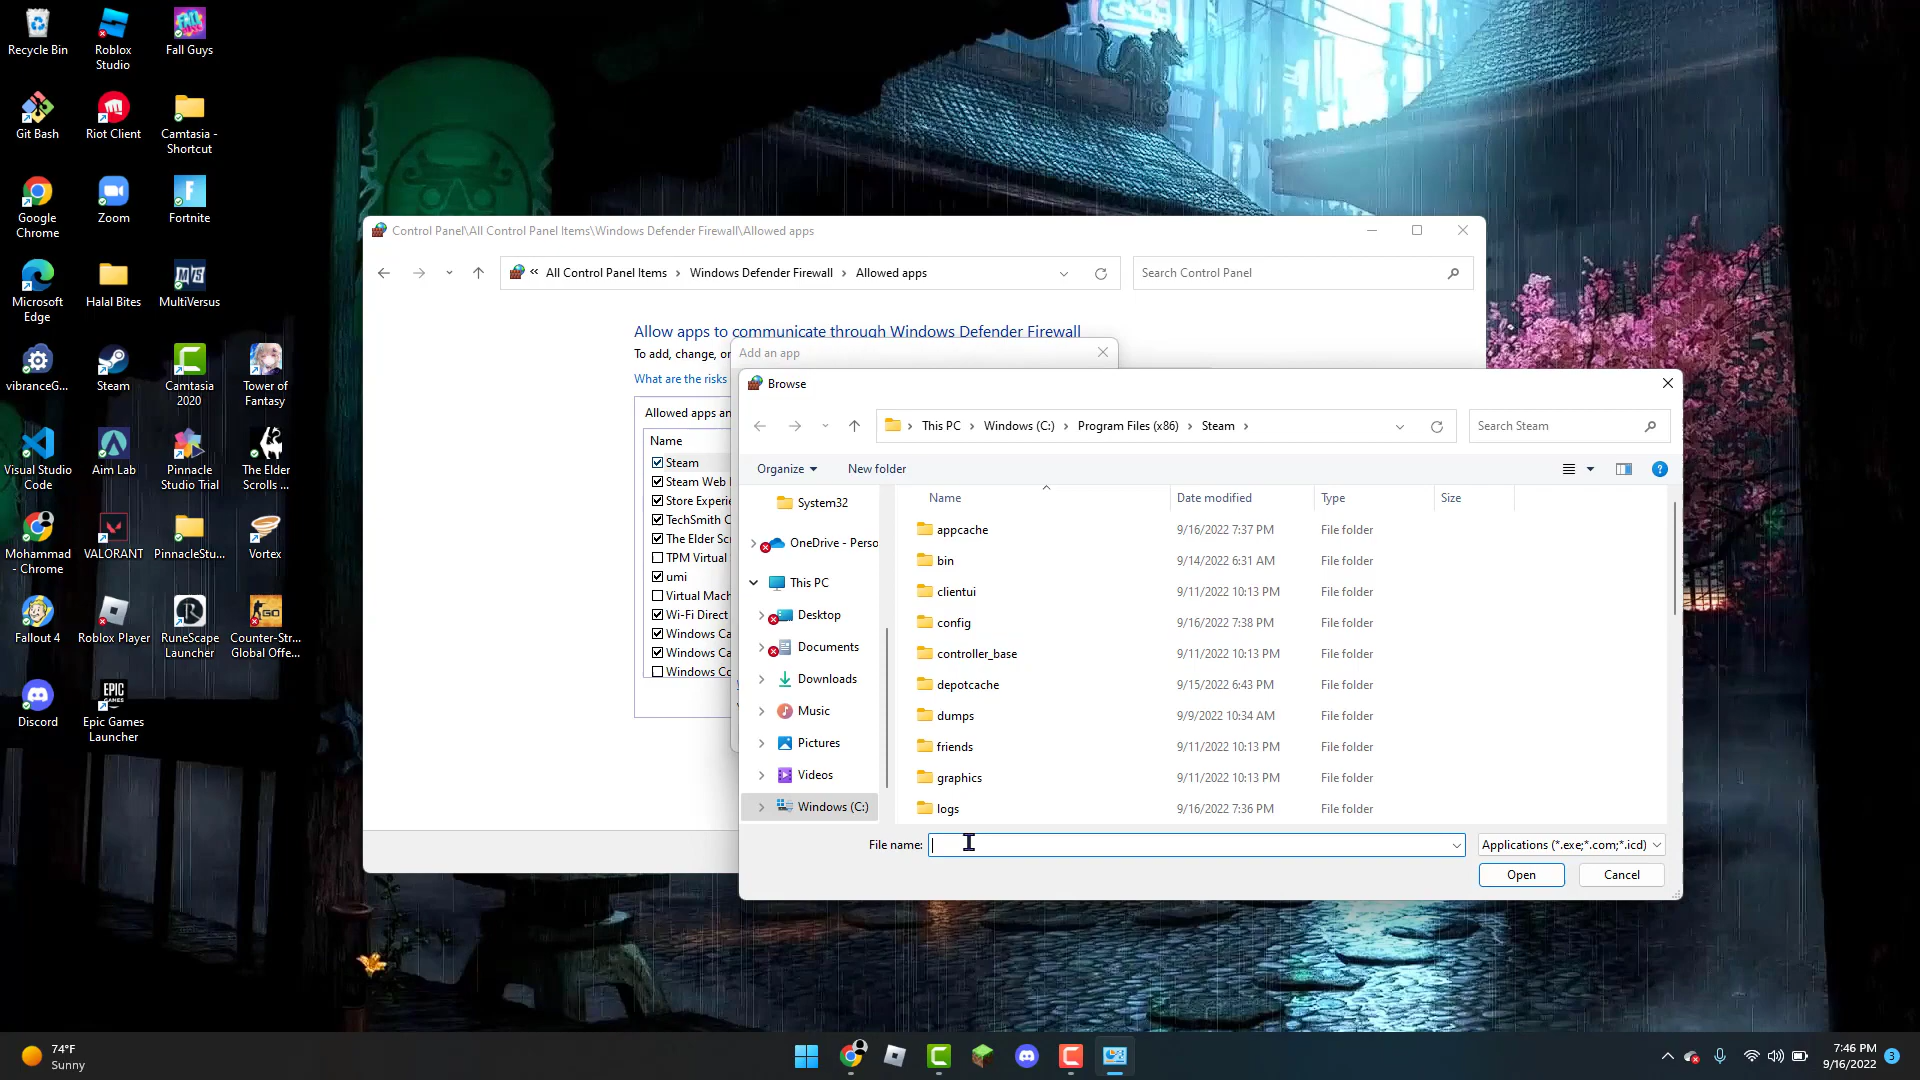 Recycle Bin
Roblox Studio
Fall Guys
Git Bash
Riot Client
Camtasia - Shortcut
Google Chrome
Zoom
Fortnite
Microsoft Edge
Halal Bites
MultiVersus
vibranceG...
Steam
Camtasia 2020
Tower of Fantasy
Visual Studio Code
Aim Lab
Pinnacle Studio Trial
The Elder Scrolls ...
Mohammad - Chrome
VALORANT
PinnacleStu...
Vortex
Fallout 4
Roblox Player
RuneScape Launcher
Counter-Str... Global Offe...
Discord
Epic Games Launcher
Control Panel\All Control Panel Items\Windows Defender Firewall\Allowed apps
« All Control Panel Items › Windows Defender Firewall › Allowed apps
Search Control Panel
Allow apps to communicate through Windows Defender Firewall
To add, change, or
What are the risks
Allowed apps an
Name
Steam
Steam Web
Store Experie
TechSmith C
The Elder Scr
TPM Virtual
umi
Virtual Mach
Wi-Fi Direct
Windows Ca
Windows Ca
Windows Co
Add an app
Browse
This PC › Windows (C:) › Program Files (x86) › Steam ›
Search Steam
Organize
New folder
Name
Date modified
Type
Size
System32
OneDrive - Perso
This PC
Desktop
Documents
Downloads
Music
Pictures
Videos
Windows (C:)
appcache 9/16/2022 7:37 PM File folder
bin 9/14/2022 6:31 AM File folder
clientui 9/11/2022 10:13 PM File folder
config 9/16/2022 7:38 PM File folder
controller_base 9/11/2022 10:13 PM File folder
depotcache 9/15/2022 6:43 PM File folder
dumps 9/9/2022 10:34 AM File folder
friends 9/11/2022 10:13 PM File folder
graphics 9/11/2022 10:13 PM File folder
logs 9/16/2022 7:36 PM File folder
File name:
Applications (*.exe;*.com;*.icd)
Open
Cancel
74°F
Sunny
7:46 PM
9/16/2022
3